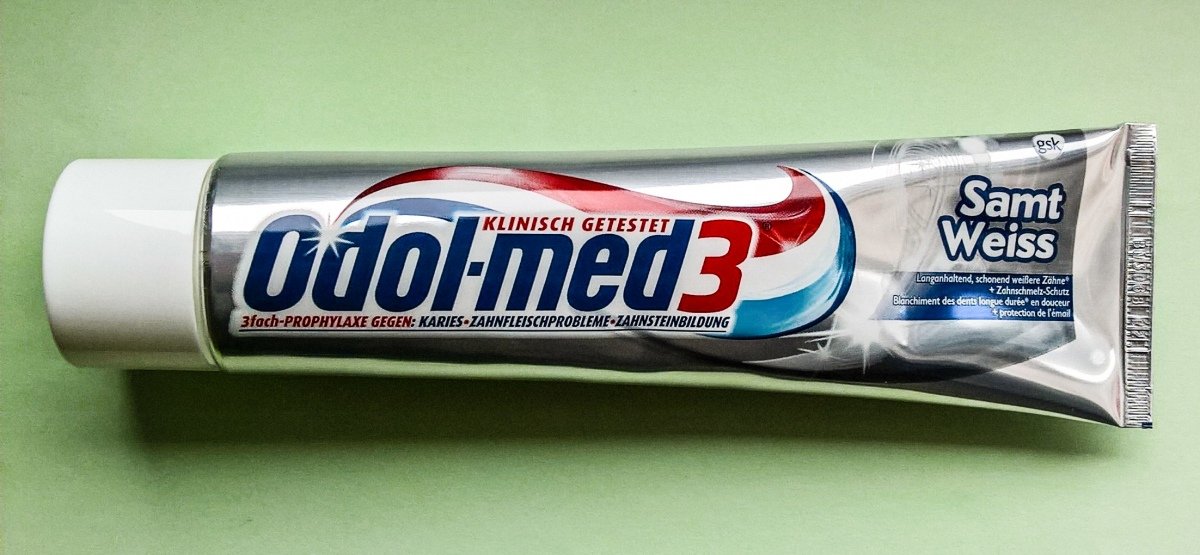 gsk
KLINISCH GETESTET
Odol-med3
3fach-PROPHYLAXE GEGEN: KARIES•ZAHNFLEISCHPROBLEME•ZAHNSTEINBILDUNG
Samt
Weiss
Langanhaltend, schonend weißere Zähne*
+ Zahnschmelz-Schutz
Blanchiment des dents longue durée* en douceur
+ protection de l'émail